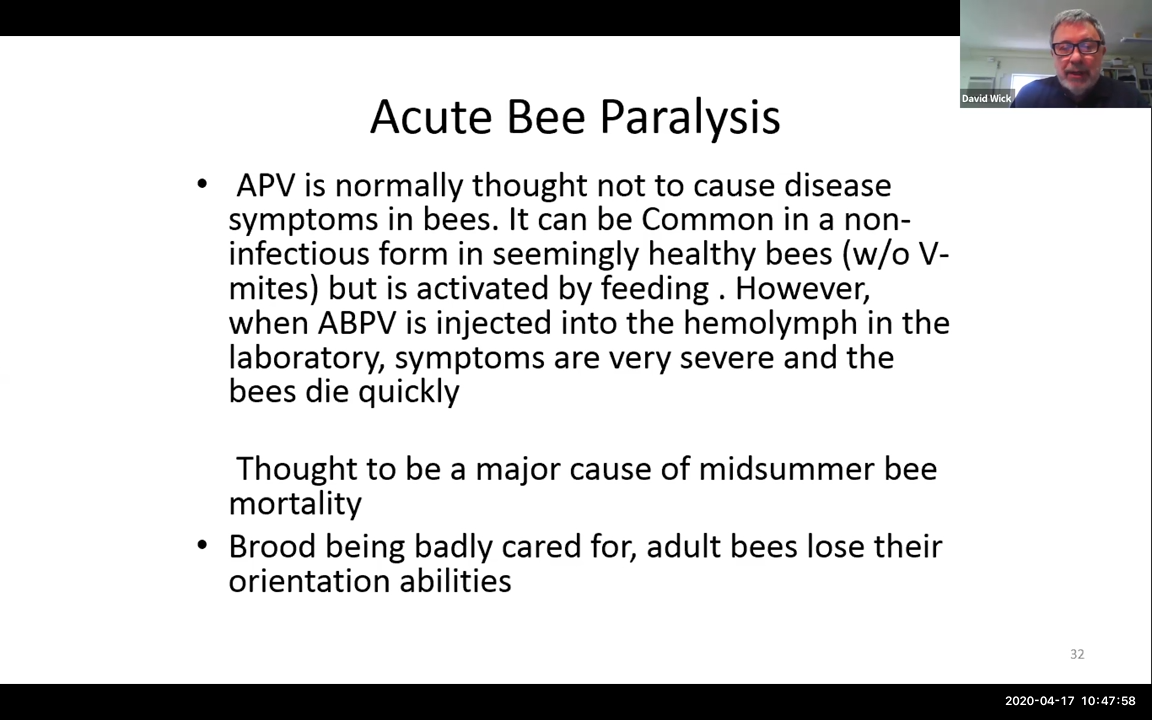 David Wick
Acute Bee Paralysis
• APV is normally thought not to cause disease
symptoms in bees. It can be Common in a non-
infectious form in seemingly healthy bees (w/o V-
mites) but is activated by feeding . However,
when ABPV is injected into the hemolymph in the
laboratory, symptoms are very severe and the
bees die quickly
Thought to be a major cause of midsummer bee
mortality
• Brood being badly cared for, adult bees lose their
orientation abilities
32
2020-04-17 10:47:58